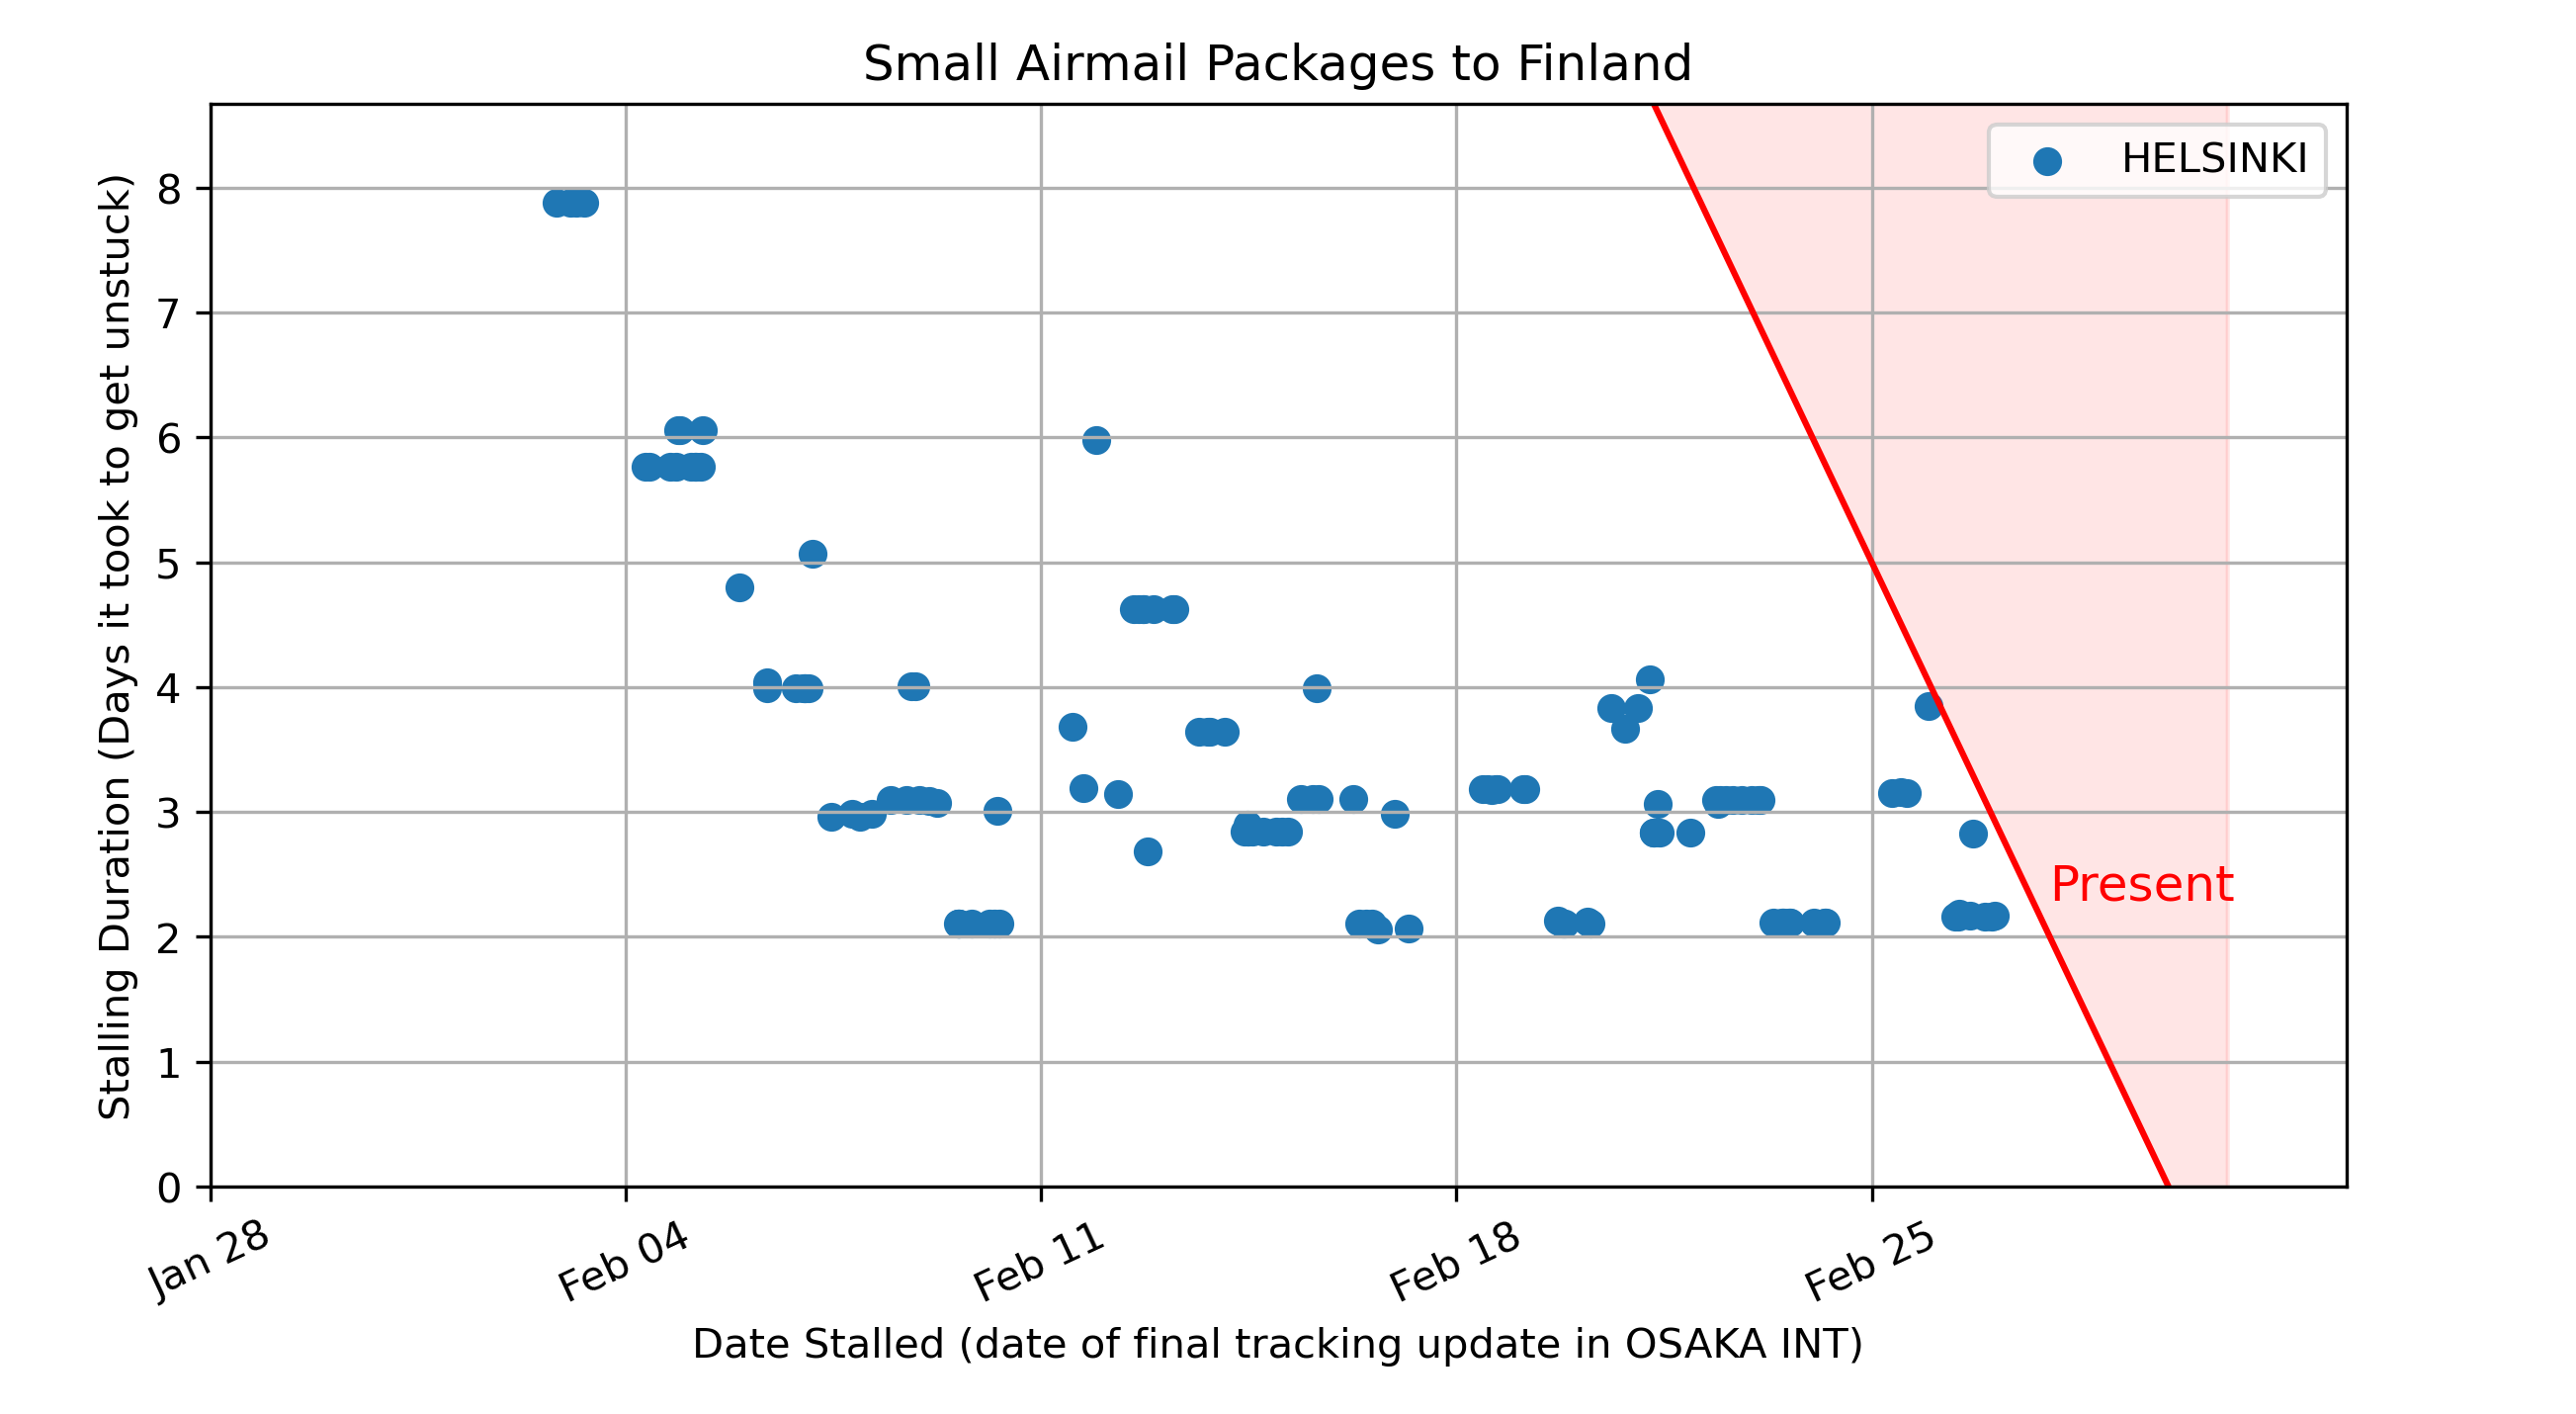 Small Airmail Packages to Finland
HELSINKI
Stalling Duration (Days it took to get unstuck)
8
7
6
5
4
3
2
1
0
Present
Jan 28
Feb 04
Feb 11
Feb 18
Feb 25
Date Stalled (date of final tracking update in OSAKA INT)